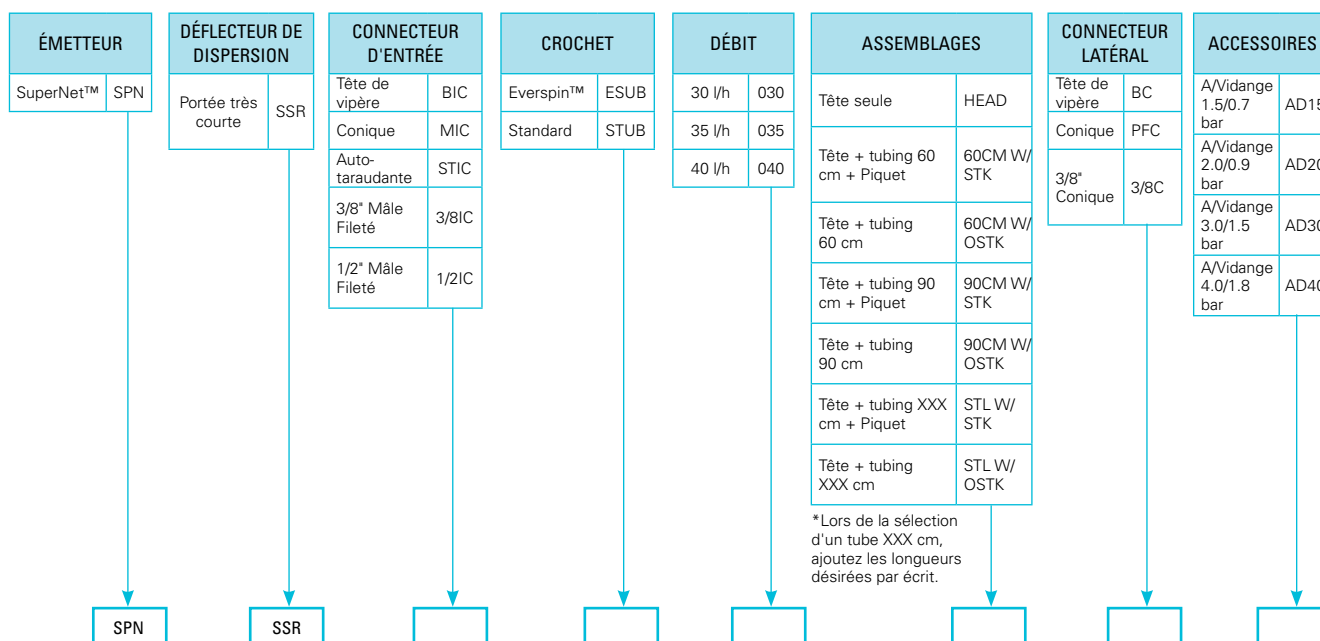 ÉMETTEUR
SuperNet™ SPN
DÉFLECTEUR DE
DISPERSION
Portée très
courte
SSR
CONNECTEUR
D'ENTRÉE
Tête de
vipère
BIC
Conique MIC
Auto-
taraudante
STIC
3/8" Mâle
Fileté
3/8IC
1/2" Mâle
Fileté
1/2IC
CROCHET
Everspin™ ESUB
Standard STUB
DÉBIT
30 l/h 030
35 l/h 035
40 l/h 040
ASSEMBLAGES
Tête seule HEAD
Tête + tubing 60
cm + Piquet
60CM W/
STK
Tête + tubing
60 cm
60CM W/
OSTK
Tête + tubing 90
cm + Piquet
90CM W/
STK
Tête + tubing
90 cm
90CM W/
OSTK
Tête + tubing XXX
cm + Piquet
STL W/
STK
Tête + tubing
XXX cm
STL W/
OSTK
*Lors de la sélection
d'un tube XXX cm,
ajoutez les longueurs
désirées par écrit.
CONNECTEUR
LATÉRAL
Tête de
vipère
BC
Conique PFC
3/8"
Conique
3/8C
ACCESSOIRES
A/Vidange
1.5/0.7
bar
A/Vidange
2.0/0.9
bar
A/Vidange
3.0/1.5
bar
A/Vidange
4.0/1.8
bar
SPN
SSR